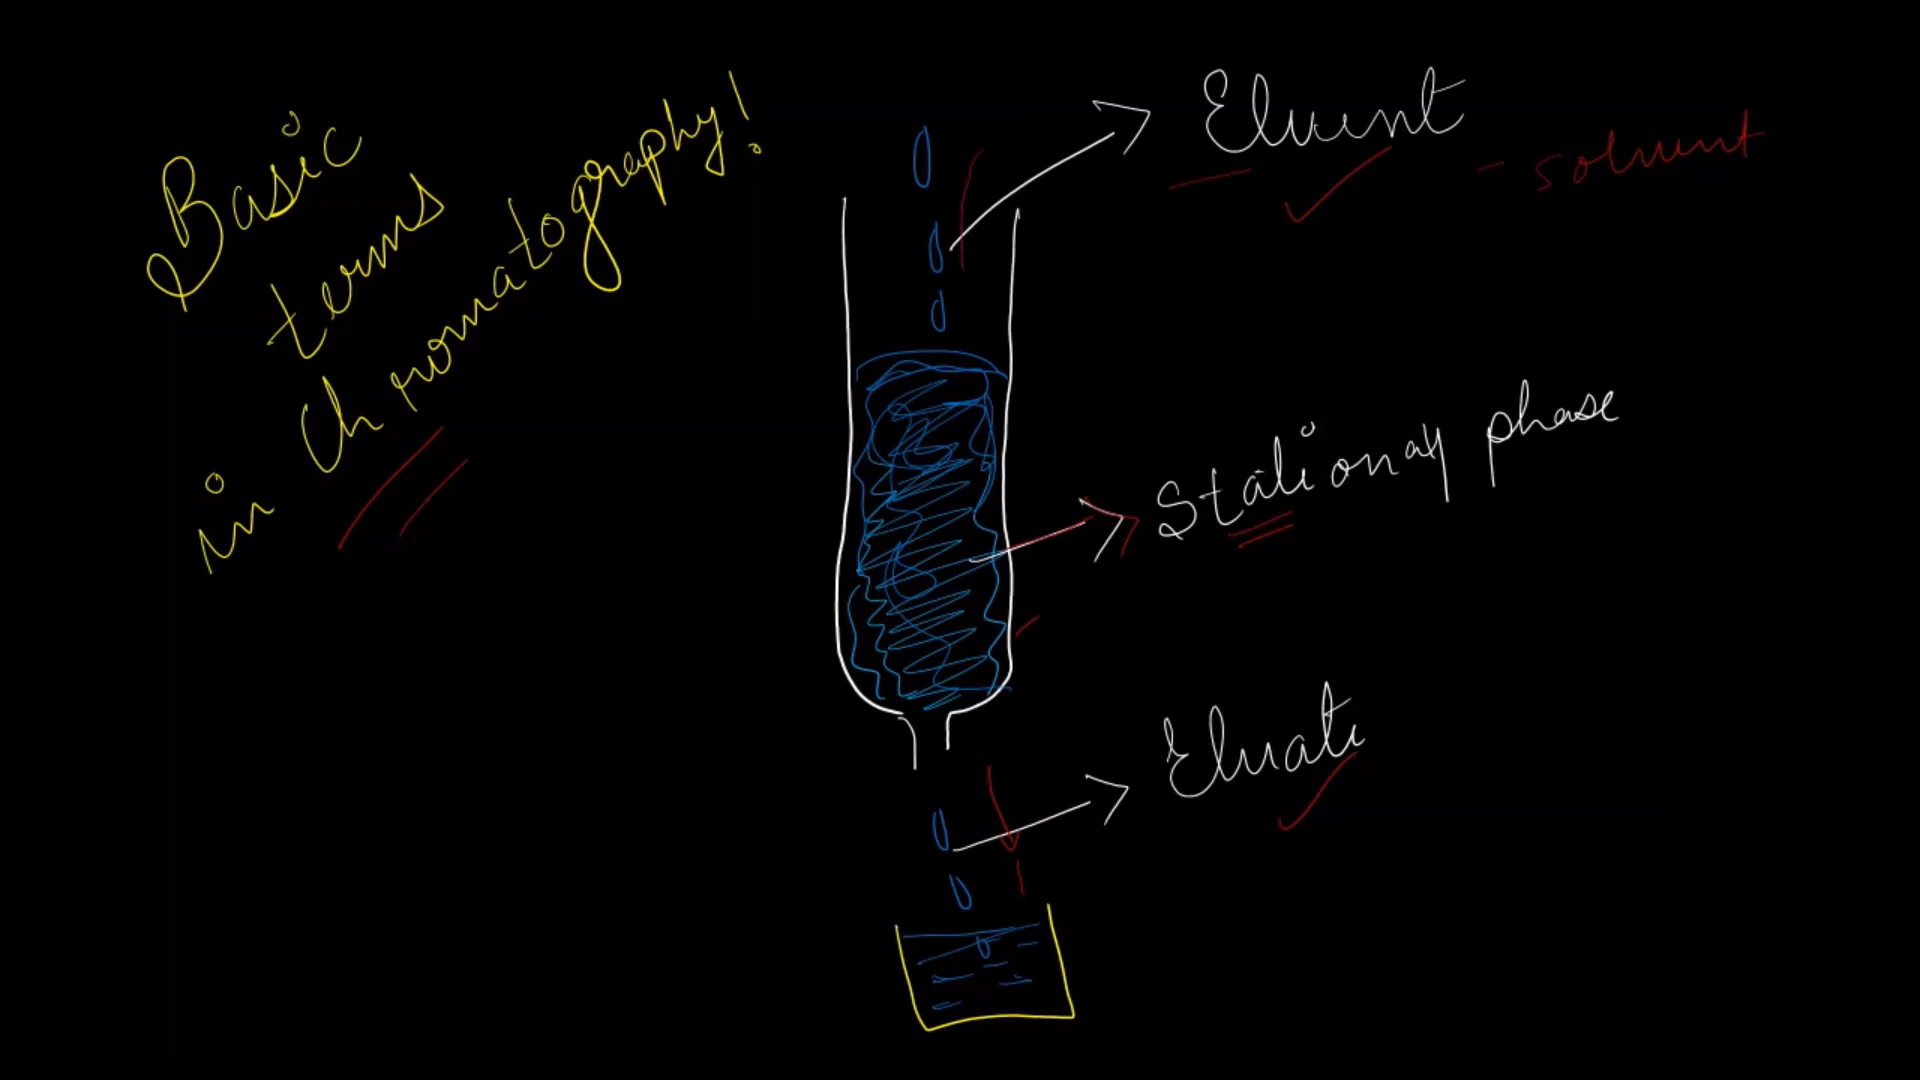 Basic
terms
in chromatography!
Eluent - solvent
Stationary phase
Eluate